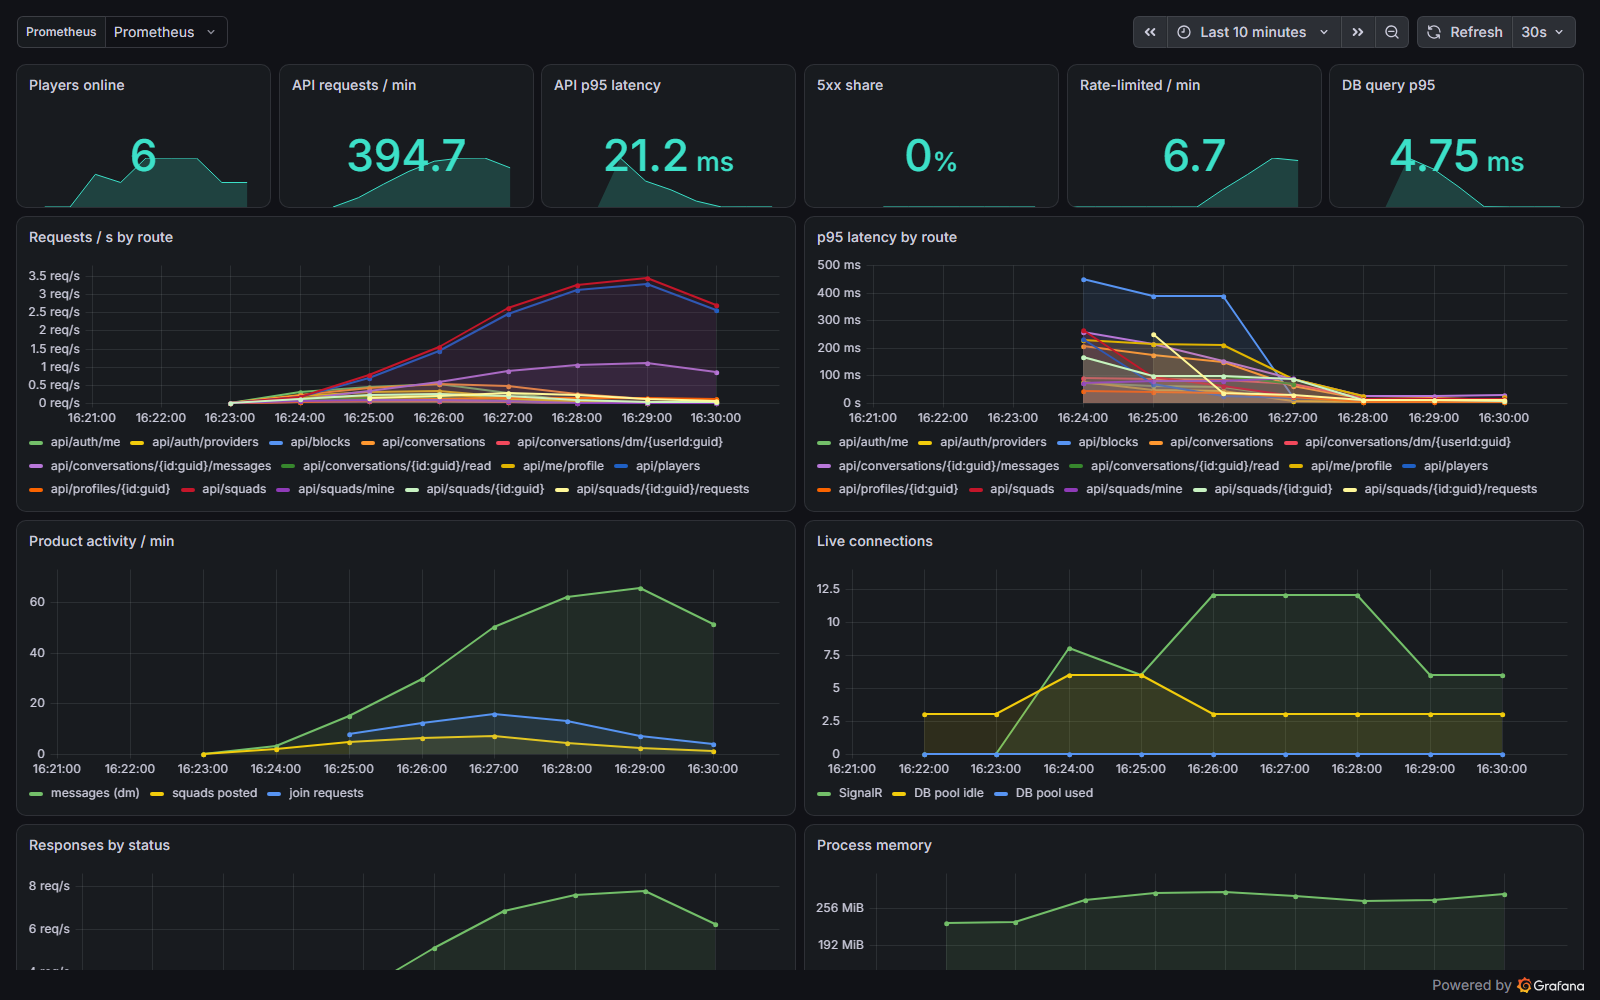 Prometheus Prometheus Last 10 minutes Refresh 30s
Players online API requests / min API p95 latency 5xx share Rate-limited / min DB query p95
6 394.7 21.2 ms 0% 6.7 4.75 ms
Requests / s by route
3.5 req/s
3 req/s
2.5 req/s
2 req/s
1.5 req/s
1 req/s
0.5 req/s
0 req/s
16:21:00 16:22:00 16:23:00 16:24:00 16:25:00 16:26:00 16:27:00 16:28:00 16:29:00 16:30:00
api/auth/me api/auth/providers api/blocks api/conversations api/conversations/dm/{userId:guid}
api/conversations/{id:guid}/messages api/conversations/{id:guid}/read api/me/profile api/players
api/profiles/{id:guid} api/squads api/squads/mine api/squads/{id:guid} api/squads/{id:guid}/requests
p95 latency by route
500 ms
400 ms
300 ms
200 ms
100 ms
0 s
16:21:00 16:22:00 16:23:00 16:24:00 16:25:00 16:26:00 16:27:00 16:28:00 16:29:00 16:30:00
api/auth/me api/auth/providers api/blocks api/conversations api/conversations/dm/{userId:guid}
api/conversations/{id:guid}/messages api/conversations/{id:guid}/read api/me/profile api/players
api/profiles/{id:guid} api/squads api/squads/mine api/squads/{id:guid} api/squads/{id:guid}/requests
Product activity / min
60
40
20
0
16:21:00 16:22:00 16:23:00 16:24:00 16:25:00 16:26:00 16:27:00 16:28:00 16:29:00 16:30:00
messages (dm) squads posted join requests
Live connections
12.5
10
7.5
5
2.5
0
16:21:00 16:22:00 16:23:00 16:24:00 16:25:00 16:26:00 16:27:00 16:28:00 16:29:00 16:30:00
SignalR DB pool idle DB pool used
Responses by status
8 req/s
6 req/s
Process memory
256 MiB
192 MiB
Powered by Grafana